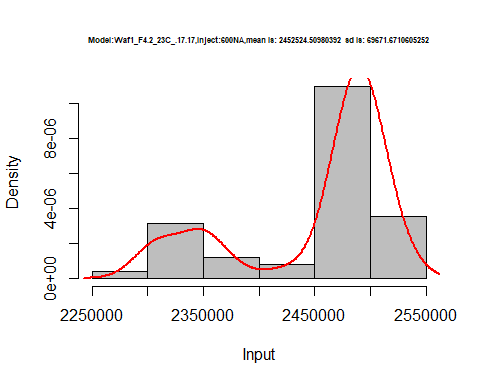 Model:Waf1_F4.2_23C_.17.17,Inject:600NA,mean is: 2452524.50980392 sd is: 69671.6710605252
Density
8e-06
4e-06
0e+00
2250000 2350000 2450000 2550000
Input